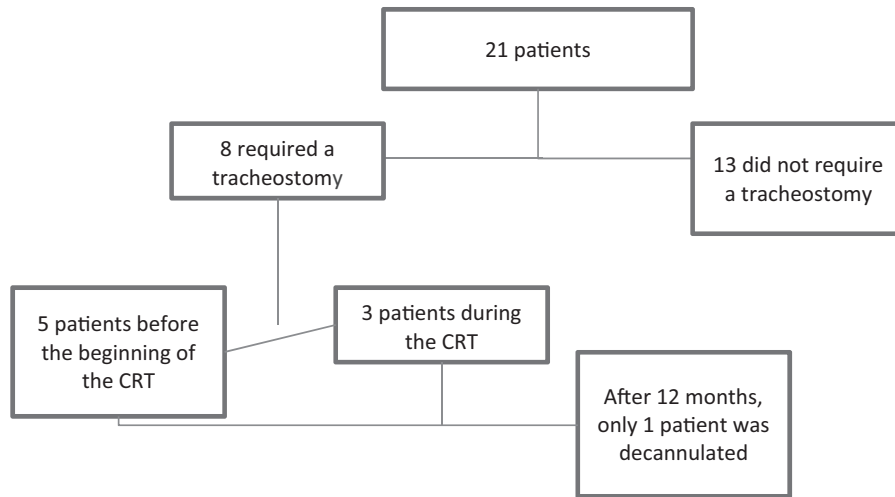 21 patients
8 required a
tracheostomy
13 did not require
a tracheostomy
5 patients before
the beginning of
the CRT
3 patients during
the CRT
After 12 months,
only 1 patient was
decannulated